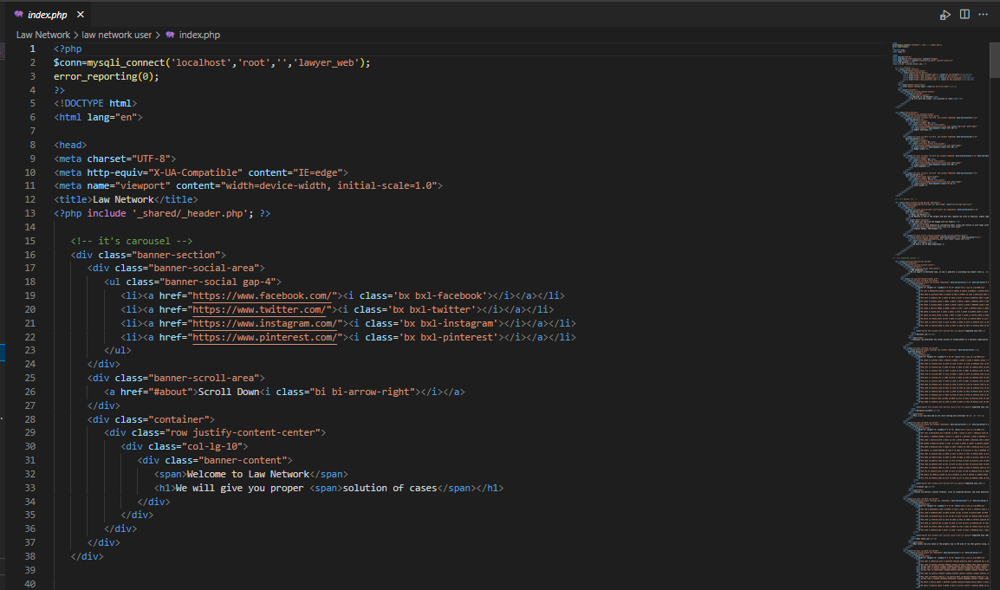 index.php
Law Network > law network user > index.php
1 <?php
2 $conn=mysqli_connect('localhost','root','','lawyer_web');
3 error_reporting(0);
4 ?>
5 <!DOCTYPE html>
6 <html lang="en">
7
8 <head>
9 <meta charset="UTF-8">
10 <meta http-equiv="X-UA-Compatible" content="IE=edge">
11 <meta name="viewport" content="width=device-width, initial-scale=1.0">
12 <title>Law Network</title>
13 <?php include '_shared/_header.php'; ?>
14
15 <!-- it's carousel -->
16 <div class="banner-section">
17 <div class="banner-social-area">
18 <ul class="banner-social gap-4">
19 <li><a href="https://www.facebook.com/"><i class='bx bxl-facebook'></i></a></li>
20 <li><a href="https://www.twitter.com/"><i class='bx bxl-twitter'></i></a></li>
21 <li><a href="https://www.instagram.com/"><i class='bx bxl-instagram'></i></a></li>
22 <li><a href="https://www.pinterest.com/"><i class='bx bxl-pinterest'></i></a></li>
23 </ul>
24 </div>
25 <div class="banner-scroll-area">
26 <a href="#about">Scroll Down<i class="bi bi-arrow-right"></i></a>
27 </div>
28 <div class="container">
29 <div class="row justify-content-center">
30 <div class="col-lg-10">
31 <div class="banner-content">
32 <span>Welcome to Law Network</span>
33 <h1>We will give you proper <span>solution of cases</span></h1>
34 </div>
35 </div>
36 </div>
37 </div>
38 </div>
39
40